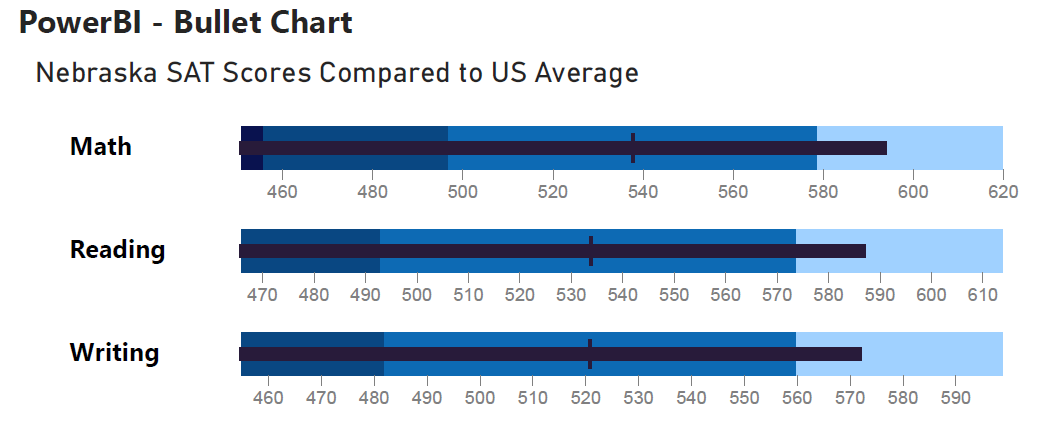 PowerBI - Bullet Chart
Nebraska SAT Scores Compared to US Average
Math
460 480 500 520 540 560 580 600 620
Reading
470 480 490 500 510 520 530 540 550 560 570 580 590 600 610
Writing
460 470 480 490 500 510 520 530 540 550 560 570 580 590